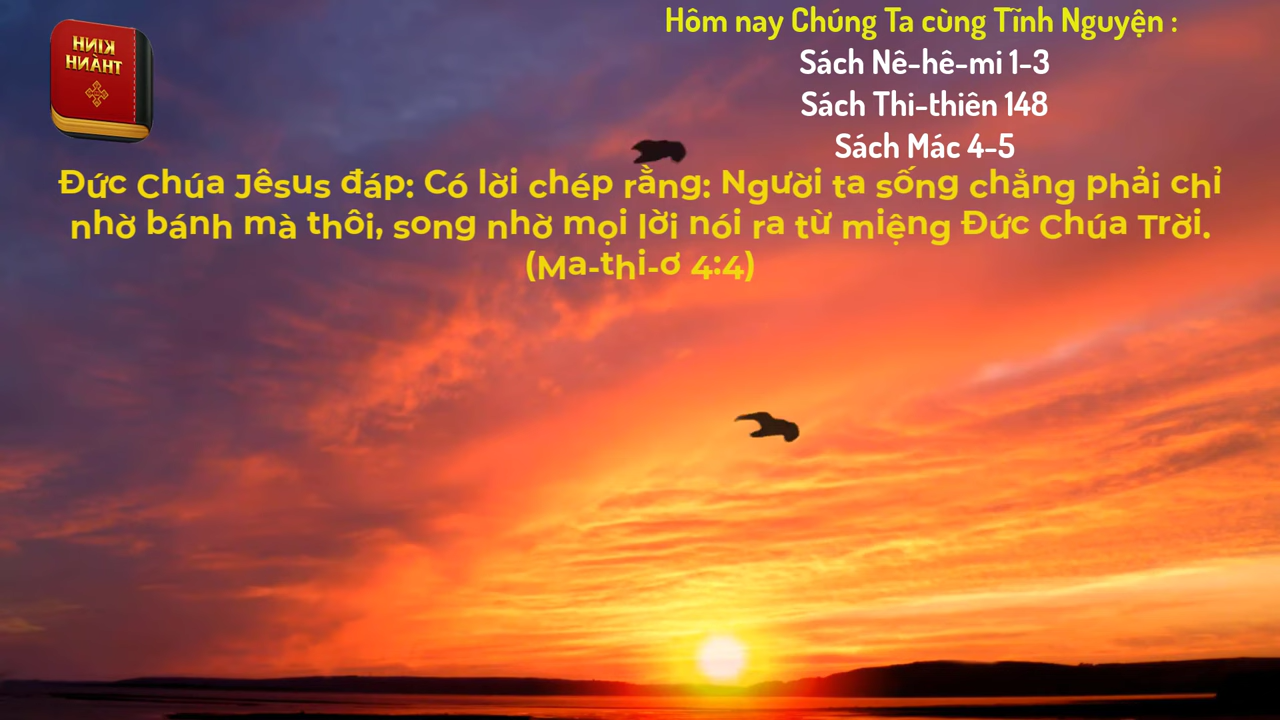 KINH
THÁNH
Hôm nay Chúng Ta cùng Tĩnh Nguyện :
Sách Nê-hê-mi 1-3
Sách Thi-thiên 148
Sách Mác 4-5
Đức Chúa Jêsus đáp: Có lời chép rằng: Người ta sống chẳng phải chỉ
nhờ bánh mà thôi, song nhờ mọi lời nói ra từ miệng Đức Chúa Trời.
(Ma-thi-ơ 4:4)